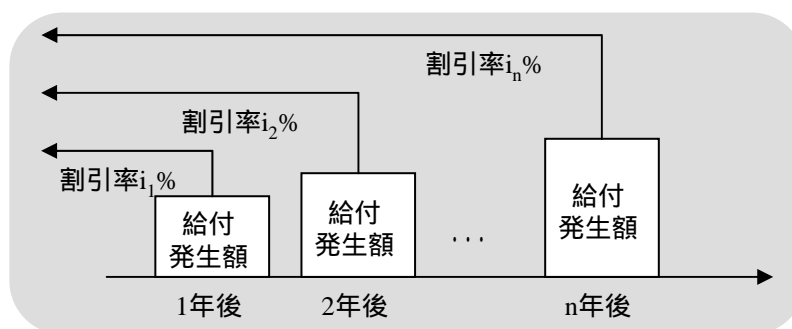 割引率iₙ%
割引率i₂%
割引率i₁%
給付
発生額
給付
発生額
...
給付
発生額
1年後
2年後
n年後